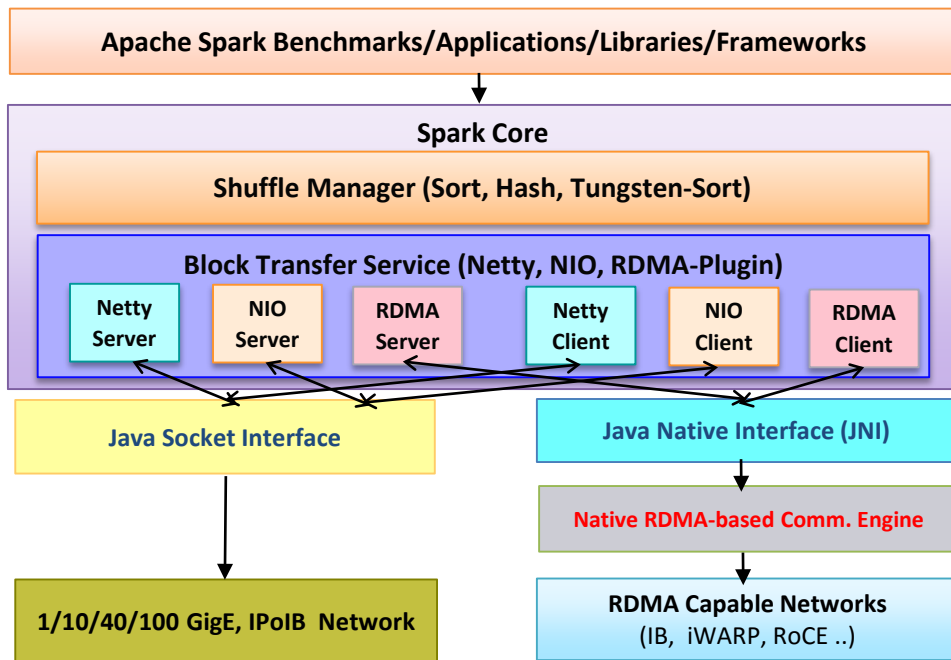 Apache Spark Benchmarks/Applications/Libraries/Frameworks
Spark Core
Shuffle Manager (Sort, Hash, Tungsten-Sort)
Block Transfer Service (Netty, NIO, RDMA-Plugin)
Netty
Server
NIO
Server
RDMA
Server
Netty
Client
NIO
Client
RDMA
Client
Java Socket Interface
Java Native Interface (JNI)
Native RDMA-based Comm. Engine
1/10/40/100 GigE, IPoIB Network
RDMA Capable Networks
(IB, iWARP, RoCE ..)